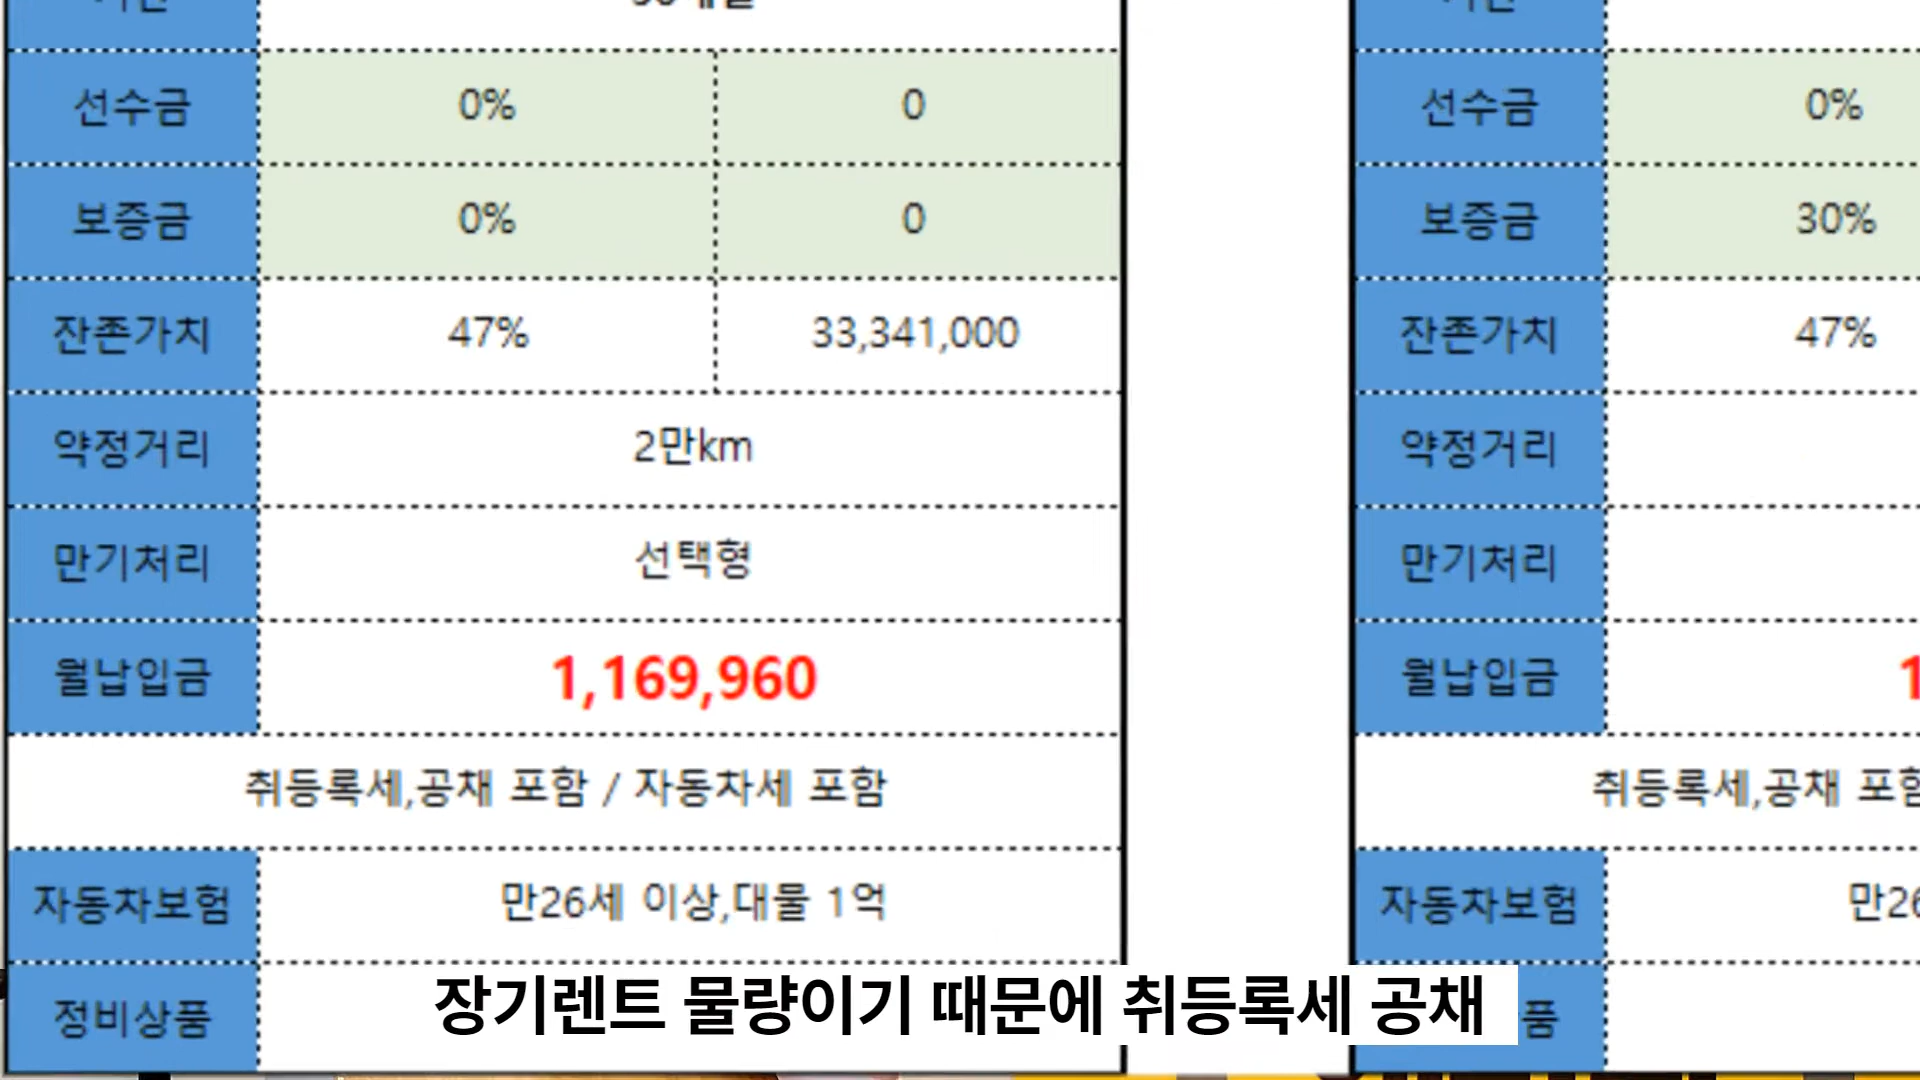 선수금 0% 0 선수금 0%
보증금 0% 0 보증금 30%
잔존가치 47% 33,341,000 잔존가치 47%
약정거리 2만km 약정거리
만기처리 선택형 만기처리
월납입금 1,169,960 월납입금 1
취등록세,공채 포함 / 자동차세 포함 취등록세,공채 포함
자동차보험 만26세 이상,대물 1억 자동차보험 만26
정비상품 품
장기렌트 물량이기 때문에 취등록세 공채